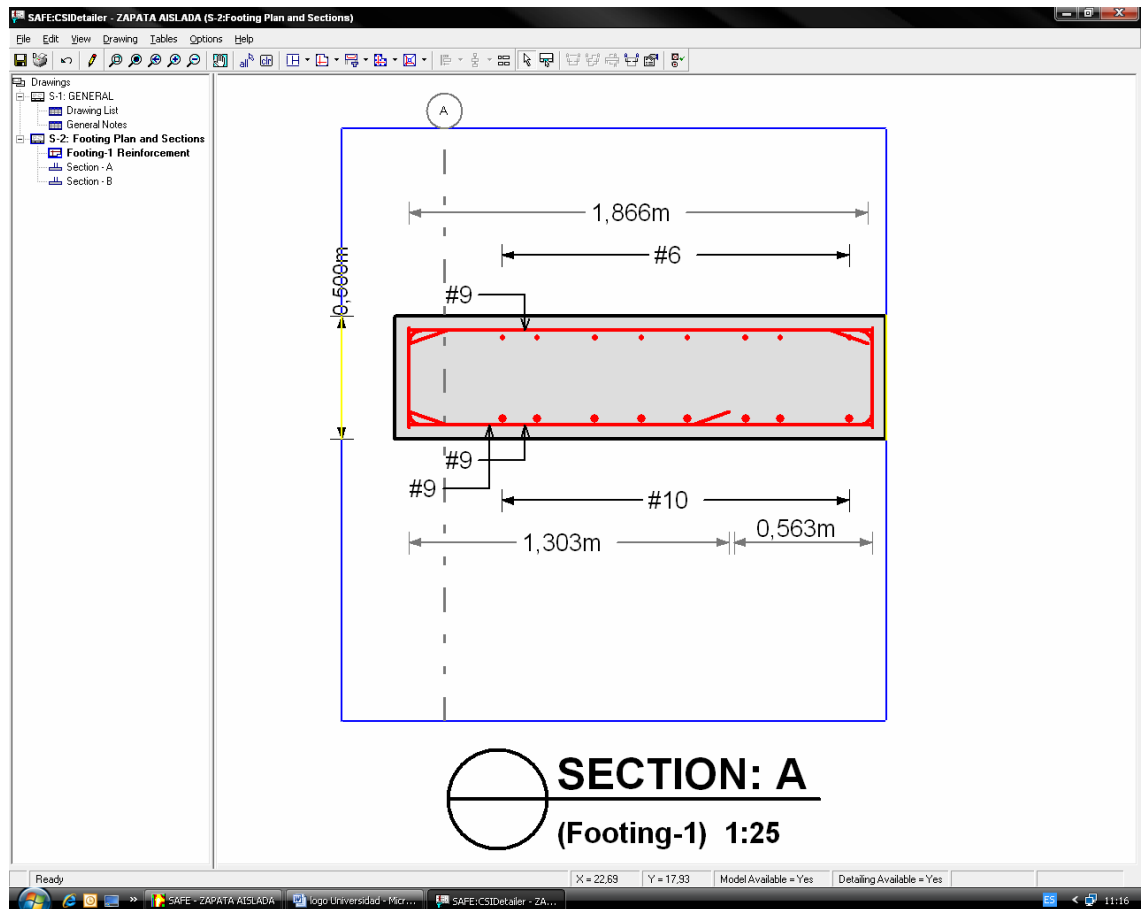 SAFE:CSIDetailer - ZAPATA AISLADA (S-2:Footing Plan and Sections)
File Edit View Drawing Tables Options Help
Drawings
S-1: GENERAL
Drawing List
General Notes
S-2: Footing Plan and Sections
Footing-1 Reinforcement
Section - A
Section - B
A
1,866m
#6
0,500m
#9
#9
#9
#10
1,303m
0,563m
SECTION: A
(Footing-1) 1:25
Ready X = 22,69 Y = 17,93 Model Available = Yes Detailing Available = Yes
SAFE - ZAPATA AISLADA logo Universidad - Micr... SAFE:CSIDetailer - ZA... ES 11:16